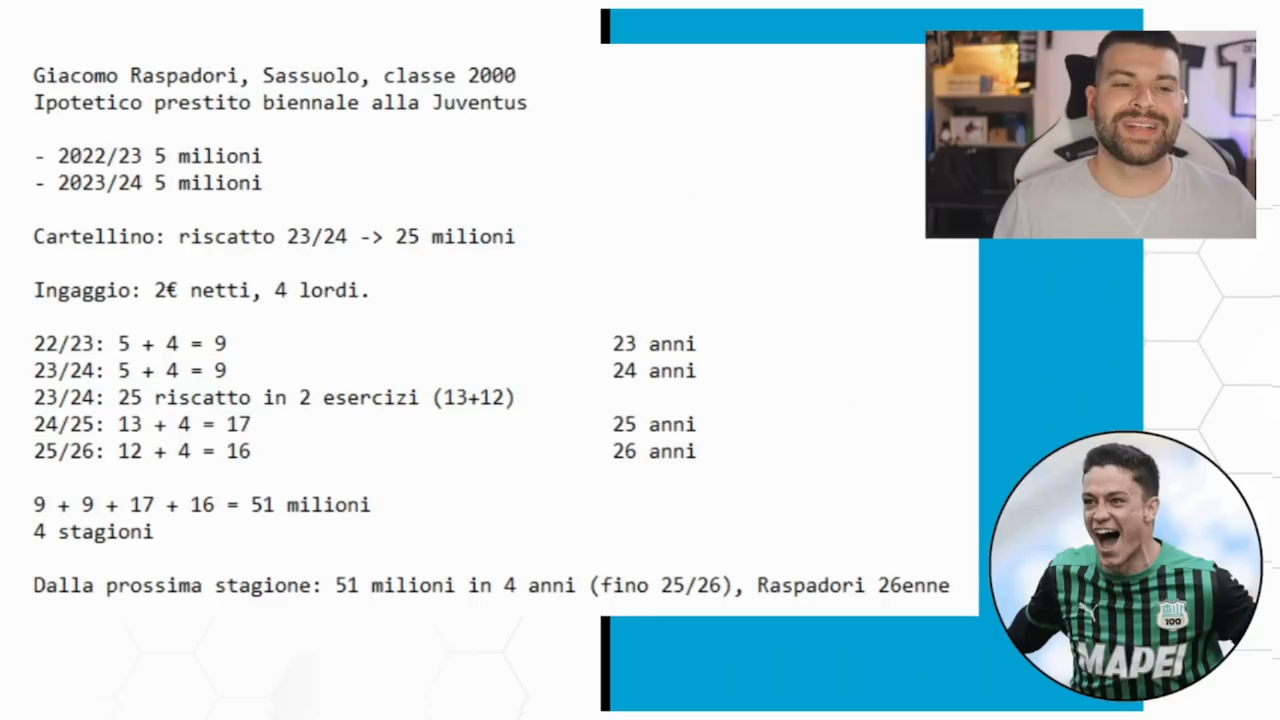 Giacomo Raspadori, Sassuolo, classe 2000
Ipotetico prestito biennale alla Juventus
- 2022/23 5 milioni
- 2023/24 5 milioni
Cartellino: riscatto 23/24 -> 25 milioni
Ingaggio: 2€ netti, 4 lordi.
22/23: 5 + 4 = 9 23 anni
23/24: 5 + 4 = 9 24 anni
23/24: 25 riscatto in 2 esercizi (13+12)
24/25: 13 + 4 = 17 25 anni
25/26: 12 + 4 = 16 26 anni
9 + 9 + 17 + 16 = 51 milioni
4 stagioni
Dalla prossima stagione: 51 milioni in 4 anni (fino 25/26), Raspadori 26enne
100
MAPEI